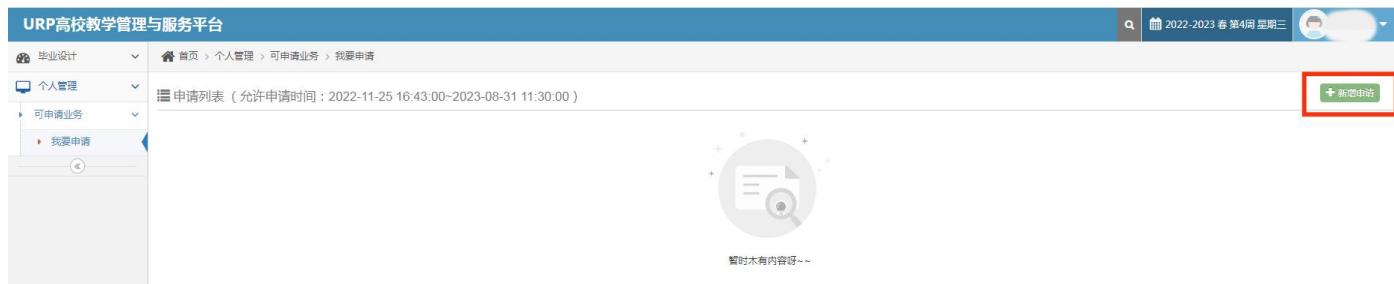 URP高校教学管理与服务平台
2022-2023 春 第4周 星期三
毕业设计
首页 > 个人管理 > 可申请业务 > 我要申请
个人管理
申请列表（允许申请时间：2022-11-25 16:43:00~2023-08-31 11:30:00）
新增申请
可申请业务
我要申请
暂时木有内容呀~~